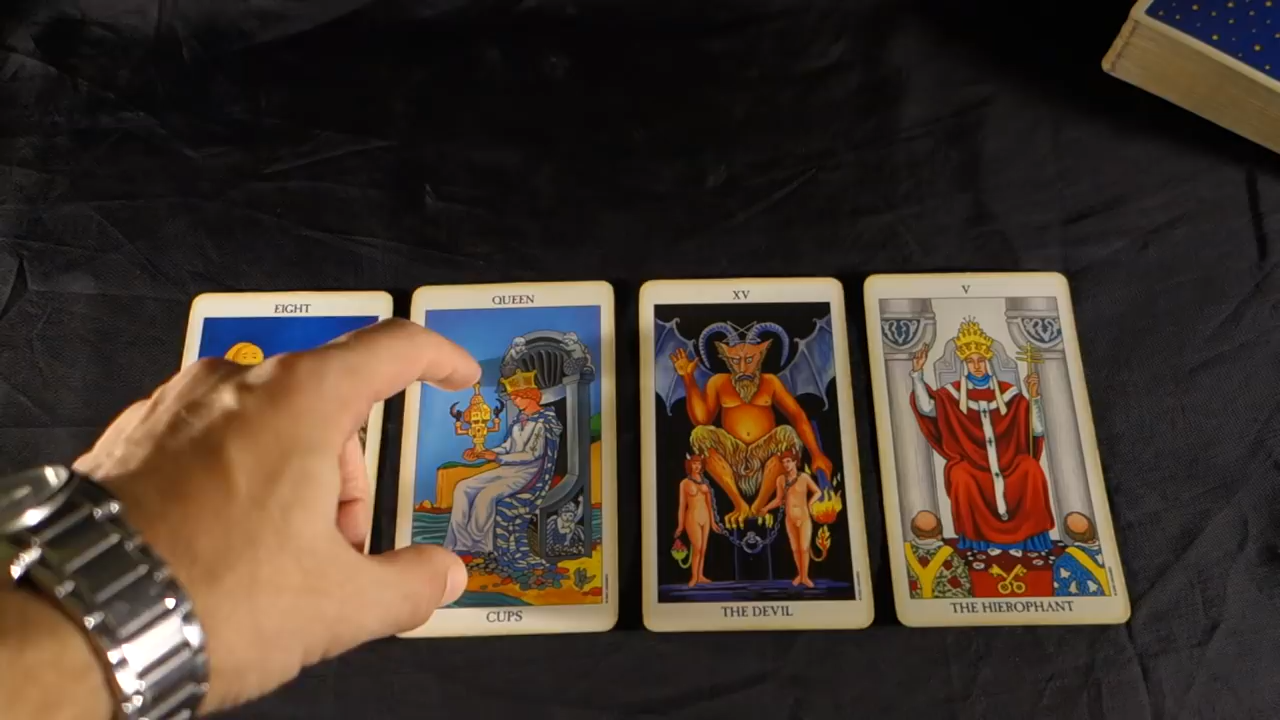 EIGHT
QUEEN
CUPS
XV
THE DEVIL
V
THE HIEROPHANT